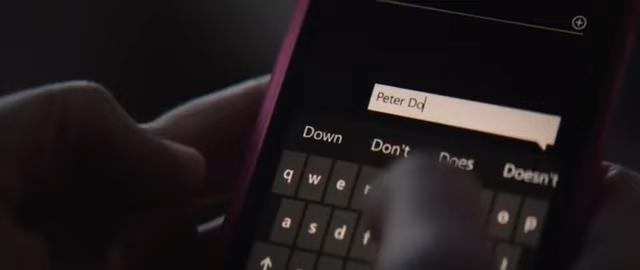 Peter Do
Down Don't Does Doesn't
q w e r o p
a s d f l